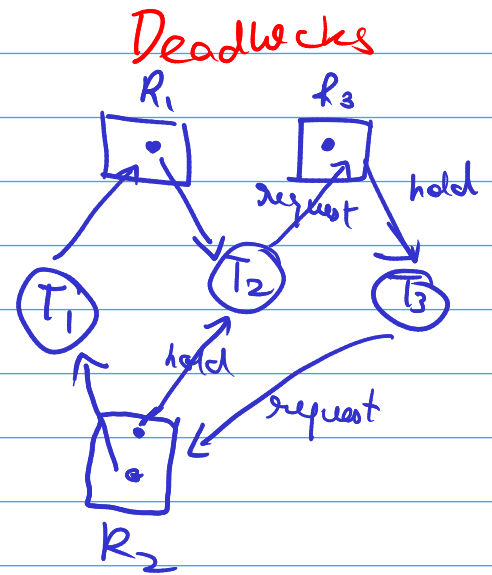 Deadlocks
R1 R3
request hold
T1 T2 T3
hold
request
R2